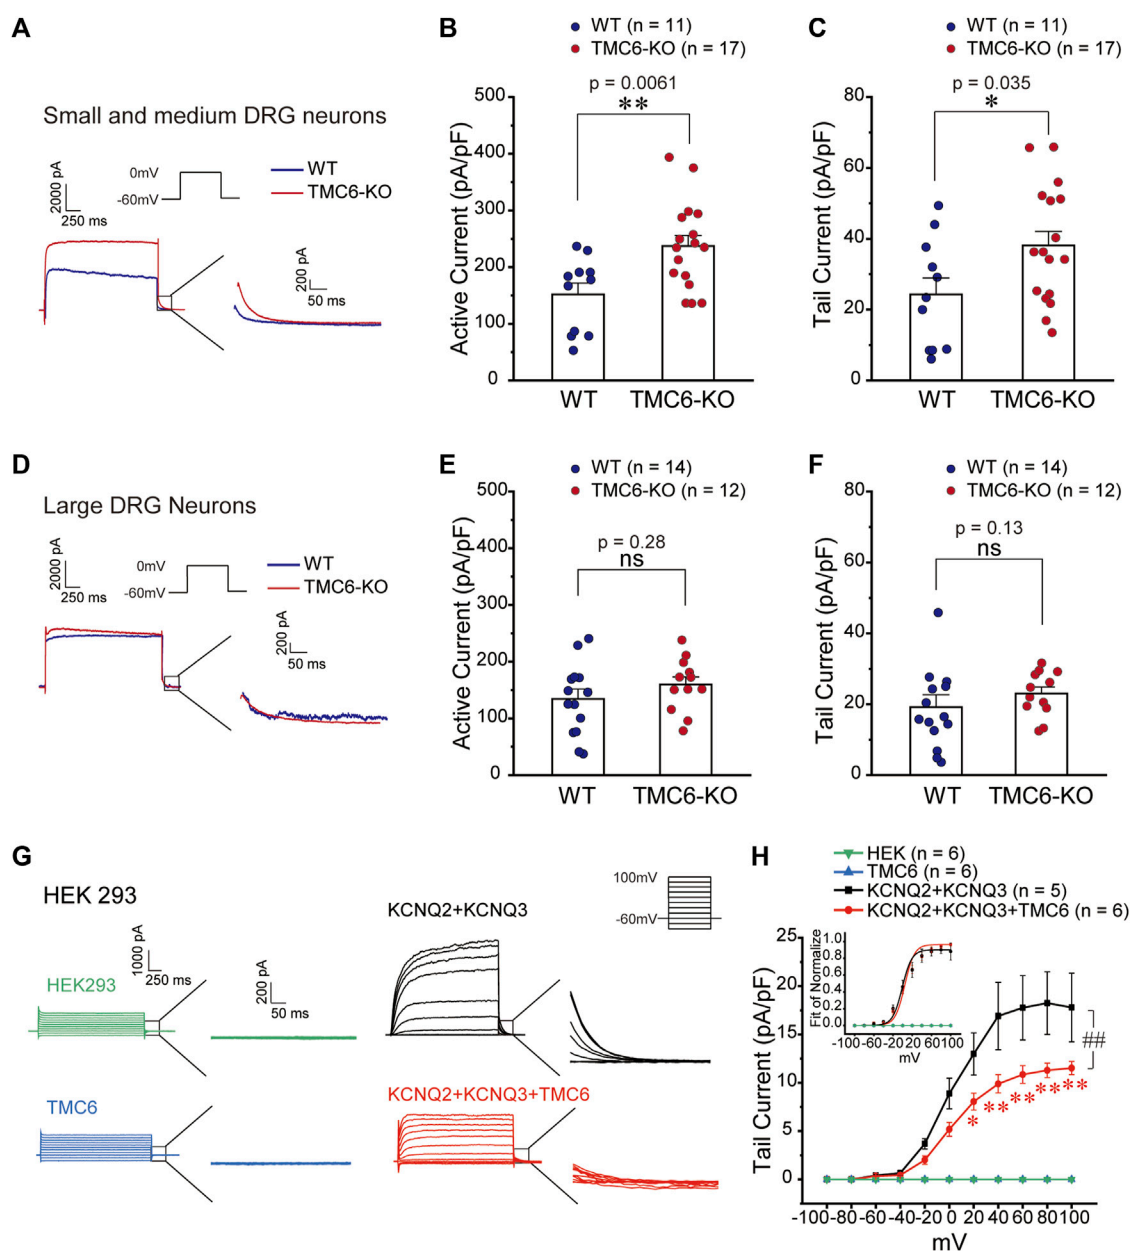 A
Small and medium DRG neurons
2000 pA
250 ms
0mV
-60mV
WT
TMC6-KO
200 pA
50 ms
B
WT (n = 11)
TMC6-KO (n = 17)
p = 0.0061
**
Active Current (pA/pF)
500
400
300
200
100
0
WT
TMC6-KO
C
WT (n = 11)
TMC6-KO (n = 17)
p = 0.035
*
Tail Current (pA/pF)
80
60
40
20
0
WT
TMC6-KO
D
Large DRG Neurons
2000 pA
250 ms
0mV
-60mV
WT
TMC6-KO
200 pA
50 ms
E
WT (n = 14)
TMC6-KO (n = 12)
p = 0.28
ns
Active Current (pA/pF)
500
400
300
200
100
0
WT
TMC6-KO
F
WT (n = 14)
TMC6-KO (n = 12)
p = 0.13
ns
Tail Current (pA/pF)
80
60
40
20
0
WT
TMC6-KO
G
HEK 293
1000 pA
250 ms
200 pA
50 ms
HEK293
KCNQ2+KCNQ3
100mV
-60mV
TMC6
KCNQ2+KCNQ3+TMC6
H
HEK (n = 6)
TMC6 (n = 6)
KCNQ2+KCNQ3 (n = 5)
KCNQ2+KCNQ3+TMC6 (n = 6)
Tail Current (pA/pF)
25
20
15
10
5
0
-100 -80 -60 -40 -20 0 20 40 60 80 100
mV
Fit of Normalize
1.0
0.8
0.6
0.4
0.2
0.0
-100 -60 -20 20 60 100
mV
##
* ** ** ** **